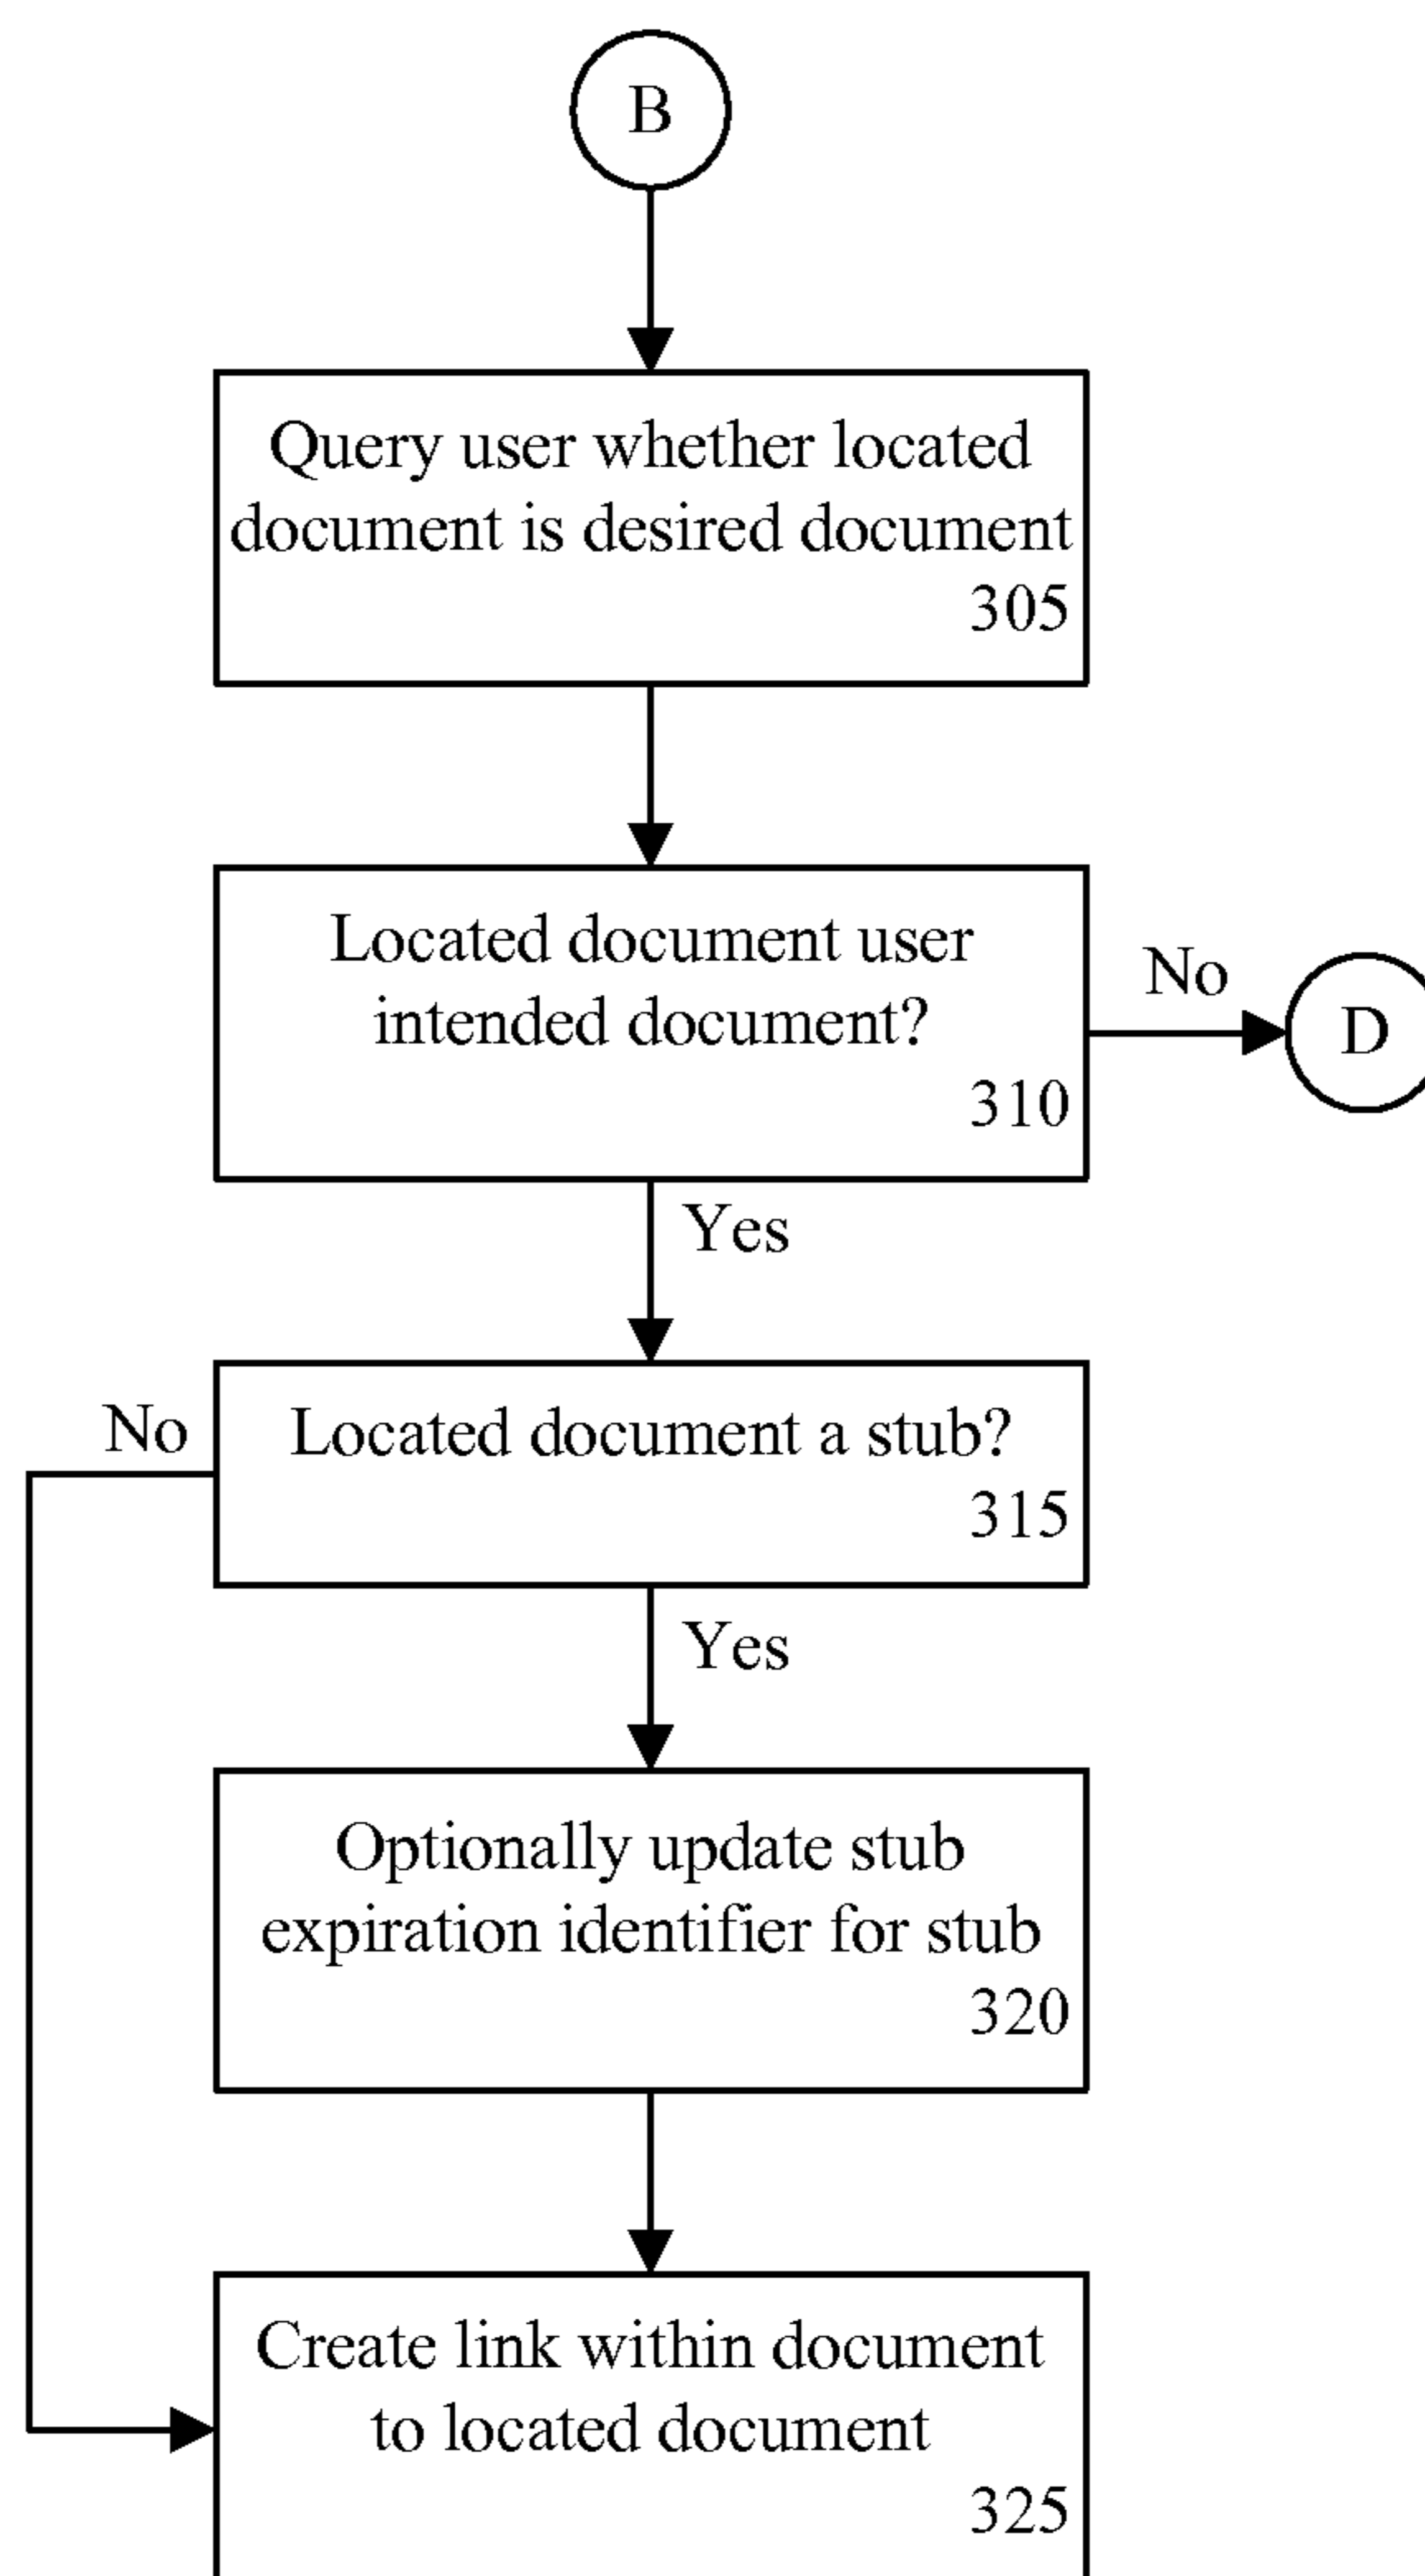 B
Query user whether located
document is desired document
305
Located document user
intended document?
310
No
D
Yes
No
Located document a stub?
315
Yes
Optionally update stub
expiration identifier for stub
320
Create link within document
to located document
325